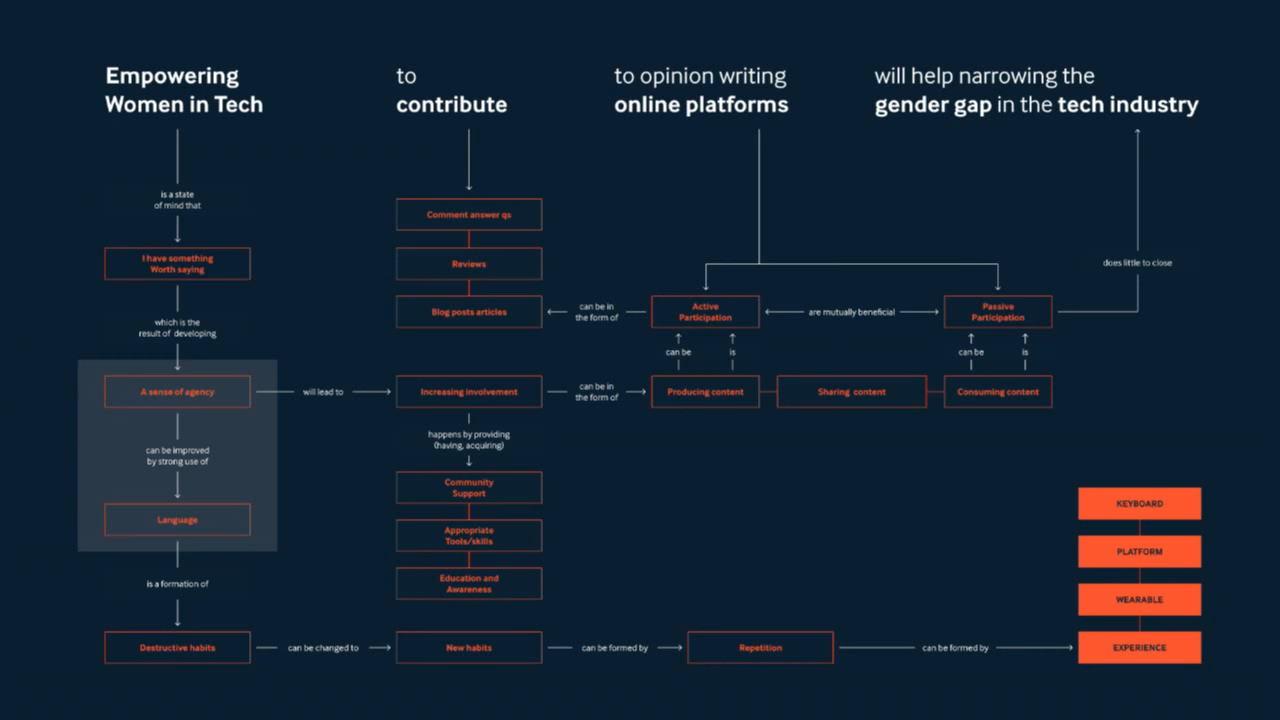 Empowering
Women in Tech
to
contribute
to opinion writing
online platforms
will help narrowing the
gender gap in the tech industry
is a state
of mind that
I have something
Worth saying
which is the
result of developing
A sense of agency
can be improved
by strong use of
Language
is a formation of
Destructive habits
can be changed to
will lead to
Comment answer qs
Reviews
Blog posts articles
can be in
the form of
Active
Participation
are mutually beneficial
Passive
Participation
does little to close
can be
is
can be
is
Increasing involvement
can be in
the form of
Producing content
Sharing content
Consuming content
happens by providing
(having, acquiring)
Community
Support
Appropriate
Tools/skills
Education and
Awareness
New habits
can be formed by
Repetition
can be formed by
KEYBOARD
PLATFORM
WEARABLE
EXPERIENCE